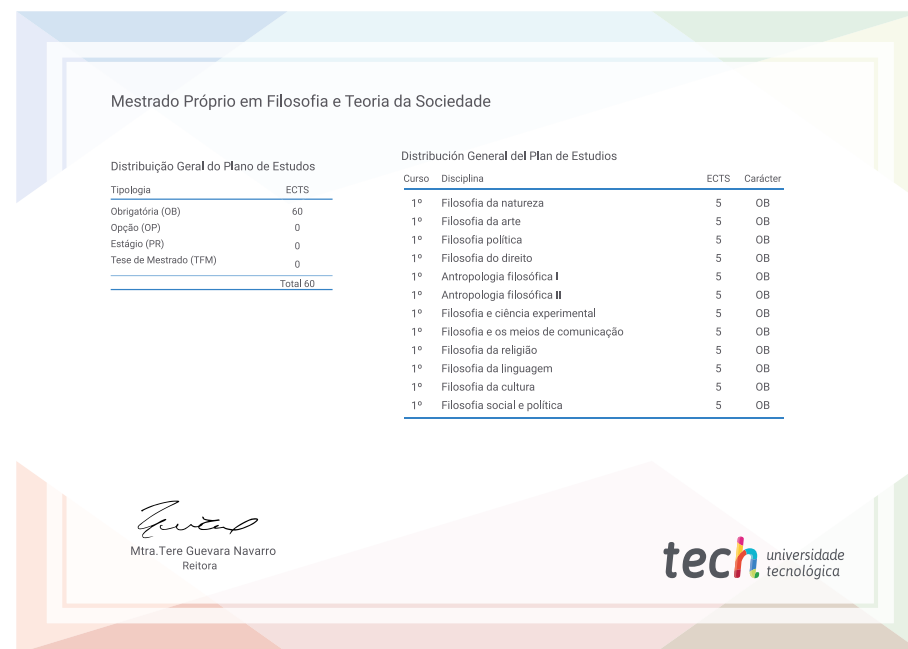 Mestrado Próprio em Filosofia e Teoria da Sociedade
Distribuição Geral do Plano de Estudos
Tipologia ECTS
Obrigatória (OB) 60
Opção (OP) 0
Estágio (PR) 0
Tese de Mestrado (TFM) 0
Total 60
Distribución General del Plan de Estudios
Curso Disciplina ECTS Carácter
1º Filosofia da natureza 5 OB
1º Filosofia da arte 5 OB
1º Filosofia política 5 OB
1º Filosofia do direito 5 OB
1º Antropologia filosófica I 5 OB
1º Antropologia filosófica II 5 OB
1º Filosofia e ciência experimental 5 OB
1º Filosofia e os meios de comunicação 5 OB
1º Filosofia da religião 5 OB
1º Filosofia da linguagem 5 OB
1º Filosofia da cultura 5 OB
1º Filosofia social e política 5 OB
Mtra.Tere Guevara Navarro
Reitora
tech universidade
tecnológica